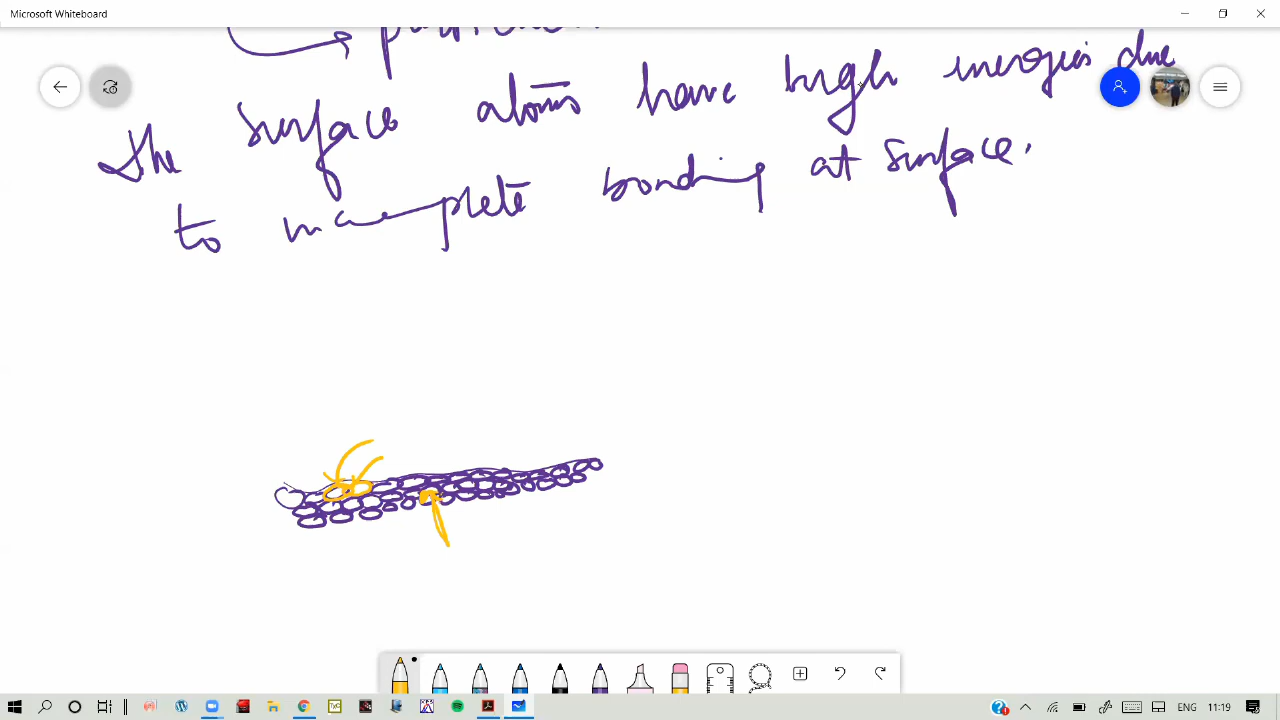 Microsoft Whiteboard
the surface atoms have high energies due
to incomplete bonding at surface.
ENG
11:19